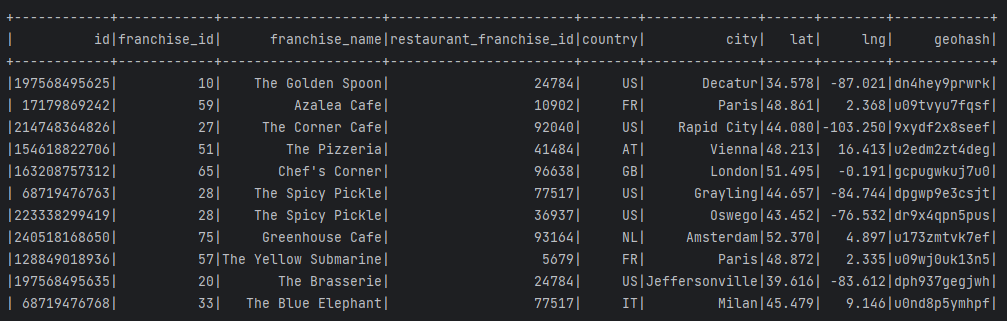 +------------+------------+--------------------+-----------------------+-------+--------------+------+--------+------------+
|          id|franchise_id|      franchise_name|restaurant_franchise_id|country|          city|   lat|     lng|     geohash|
+------------+------------+--------------------+-----------------------+-------+--------------+------+--------+------------+
|197568495625|          10|    The Golden Spoon|                  24784|     US|       Decatur|34.578| -87.021|dn4hey9prwrk|
| 17179869242|          59|         Azalea Cafe|                  10902|     FR|         Paris|48.861|   2.368|u09tvyu7fqsf|
|214748364826|          27|     The Corner Cafe|                  92040|     US|    Rapid City|44.080|-103.250|9xydf2x8seef|
|154618822706|          51|        The Pizzeria|                  41484|     AT|        Vienna|48.213|  16.413|u2edm2zt4deg|
|163208757312|          65|       Chef's Corner|                  96638|     GB|        London|51.495|  -0.191|gcpugwkuj7u0|
| 68719476763|          28|    The Spicy Pickle|                  77517|     US|      Grayling|44.657| -84.744|dpgwp9e3csjt|
|223338299419|          28|    The Spicy Pickle|                  36937|     US|        Oswego|43.452| -76.532|dr9x4qpn5pus|
|240518168650|          75|     Greenhouse Cafe|                  93164|     NL|     Amsterdam|52.370|   4.897|u173zmtvk7ef|
|128849018936|          57|The Yellow Submarine|                   5679|     FR|         Paris|48.872|   2.335|u09wj0uk13n5|
|197568495635|          20|       The Brasserie|                  24784|     US|Jeffersonville|39.616| -83.612|dph937gegjwh|
| 68719476768|          33|   The Blue Elephant|                  77517|     IT|         Milan|45.479|   9.146|u0nd8p5ymhpf|